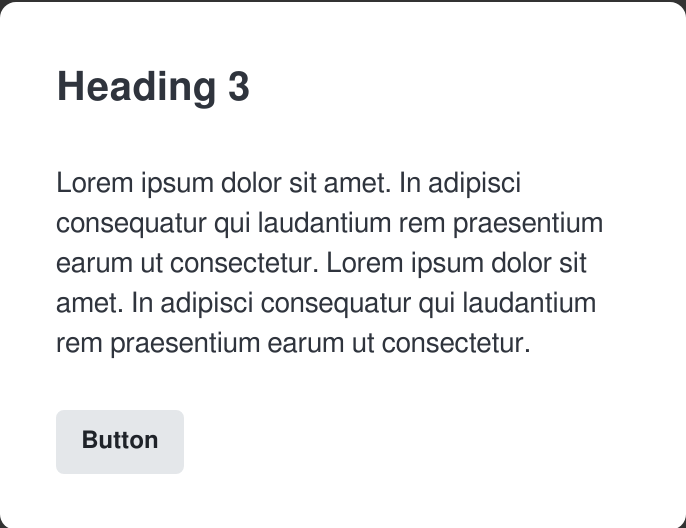 Heading 3
Lorem ipsum dolor sit amet. In adipisci
consequatur qui laudantium rem praesentium
earum ut consectetur. Lorem ipsum dolor sit
amet. In adipisci consequatur qui laudantium
rem praesentium earum ut consectetur.
Button